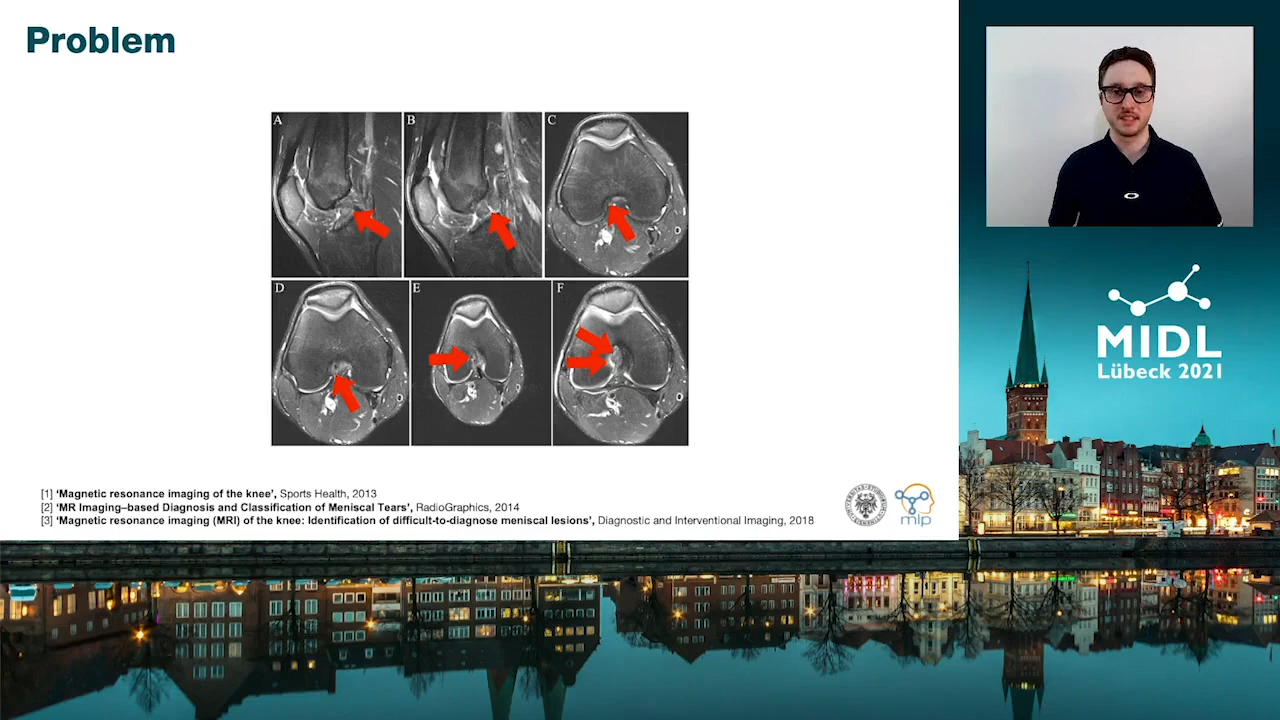 Problem
A
B
C
D
E
F
[1] ‘Magnetic resonance imaging of the knee’, Sports Health, 2013
[2] ‘MR Imaging–based Diagnosis and Classification of Meniscal Tears’, RadioGraphics, 2014
[3] ‘Magnetic resonance imaging (MRI) of the knee: Identification of difficult-to-diagnose meniscal lesions’, Diagnostic and Interventional Imaging, 2018
mlp
MIDL
Lübeck 2021